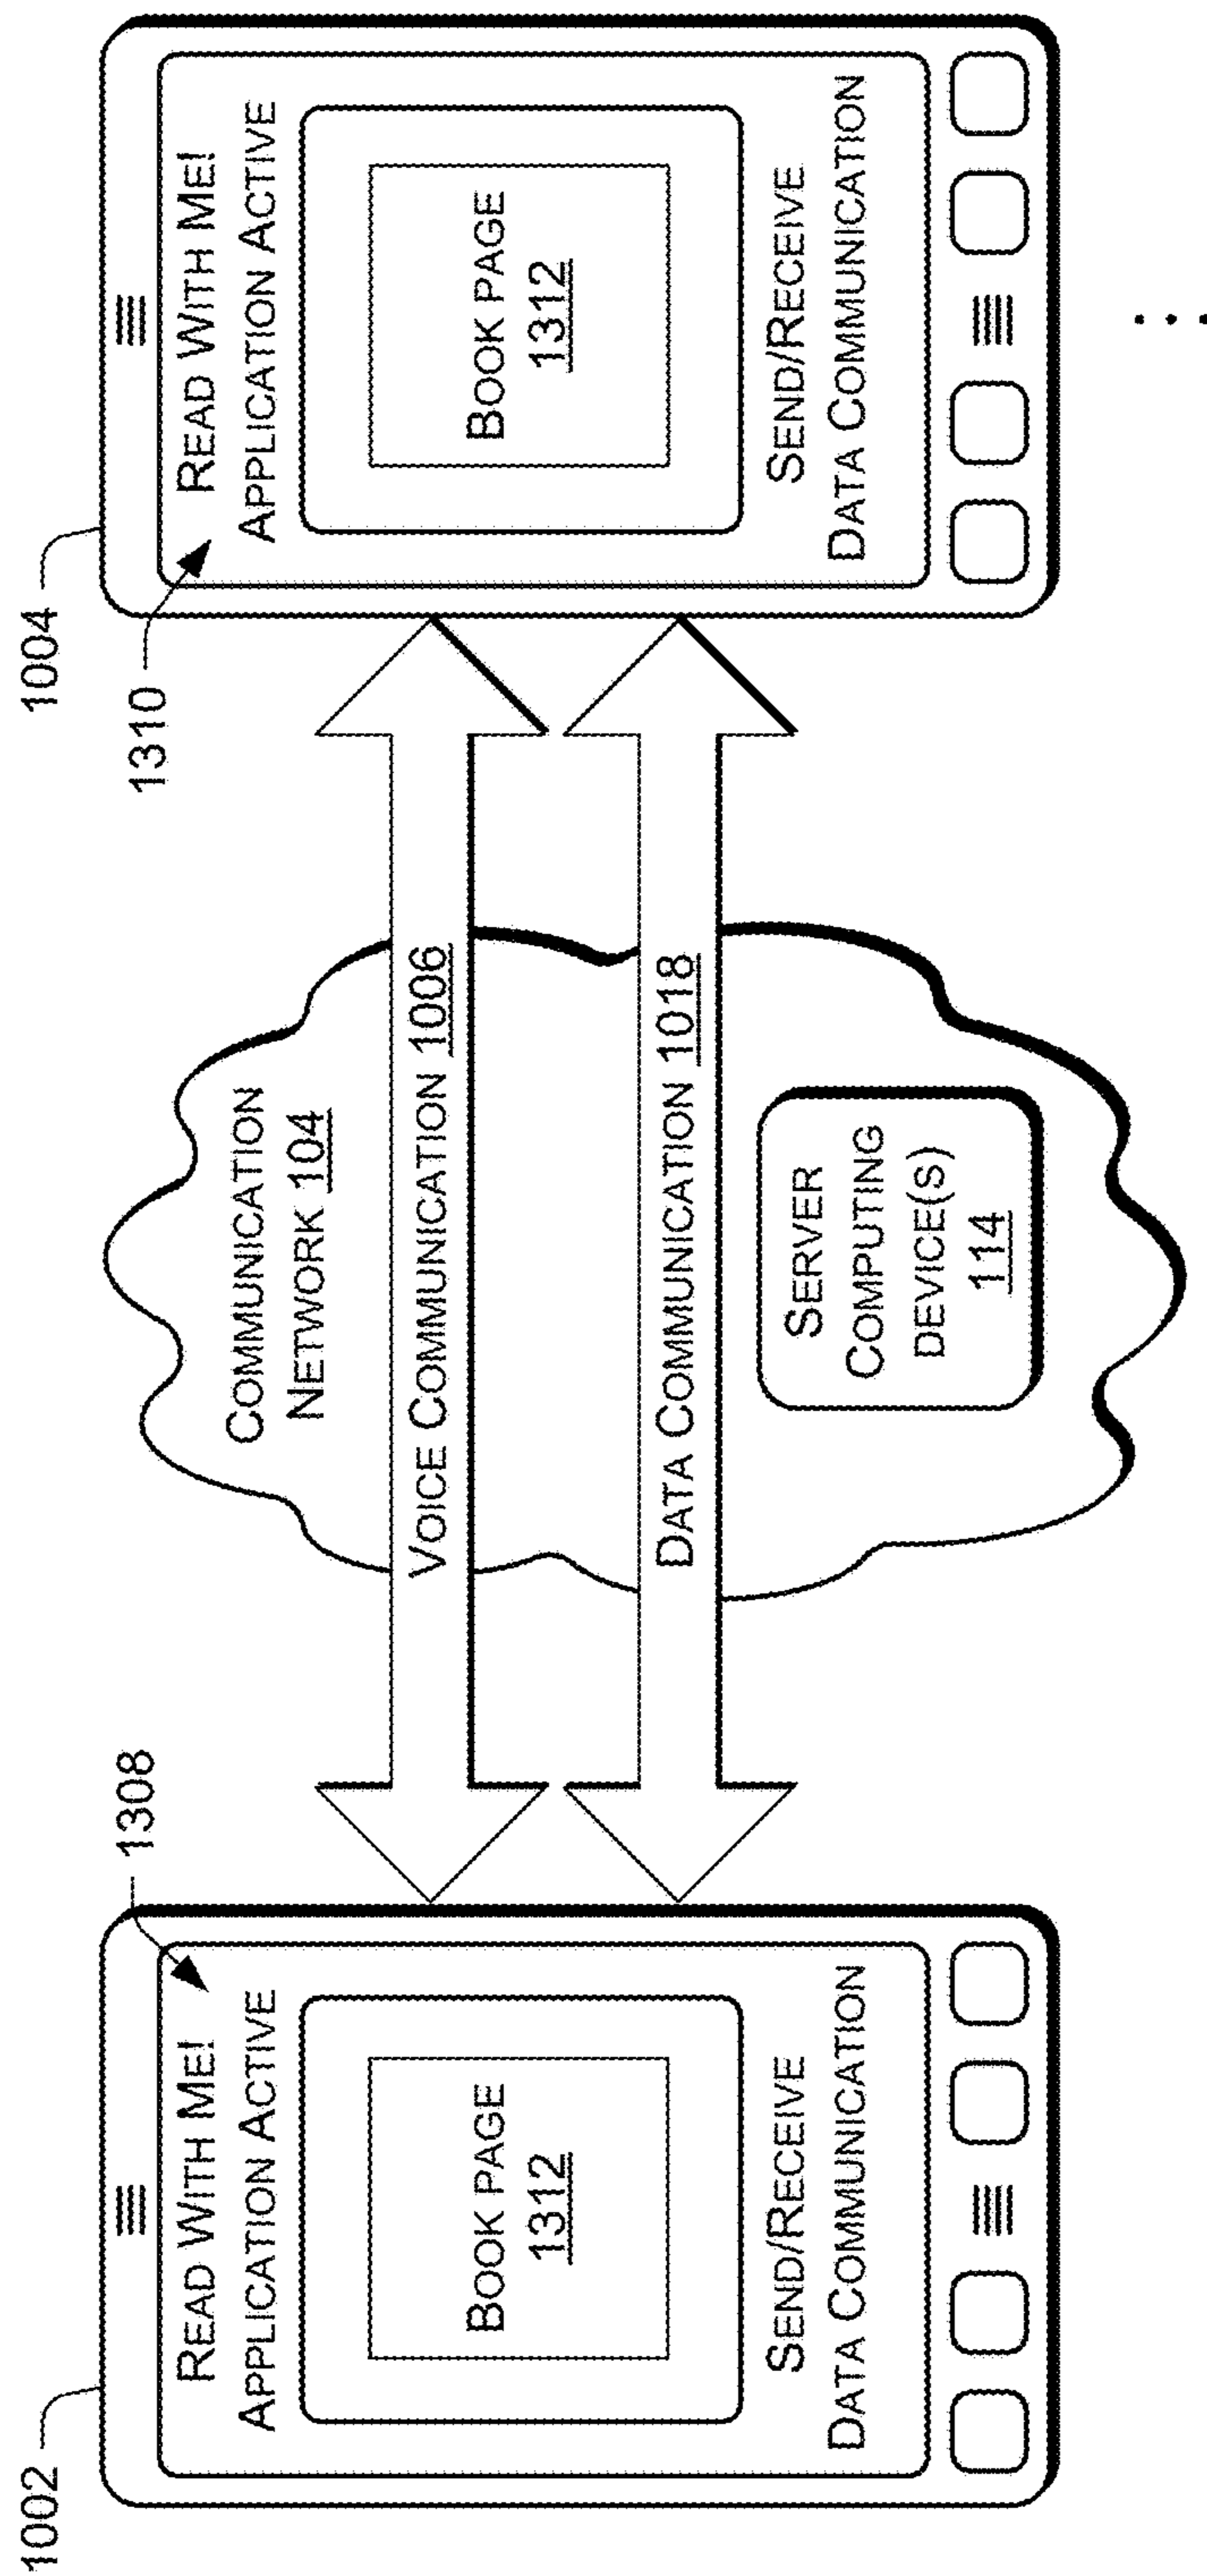 1002
READ WITH ME!
APPLICATION ACTIVE
1308
BOOK PAGE
1312
SEND/RECEIVE
DATA COMMUNICATION
COMMUNICATION
NETWORK 104
VOICE COMMUNICATION 1006
DATA COMMUNICATION 1018
SERVER
COMPUTING
DEVICE(S)
114
1004
1310
READ WITH ME!
APPLICATION ACTIVE
BOOK PAGE
1312
SEND/RECEIVE
DATA COMMUNICATION